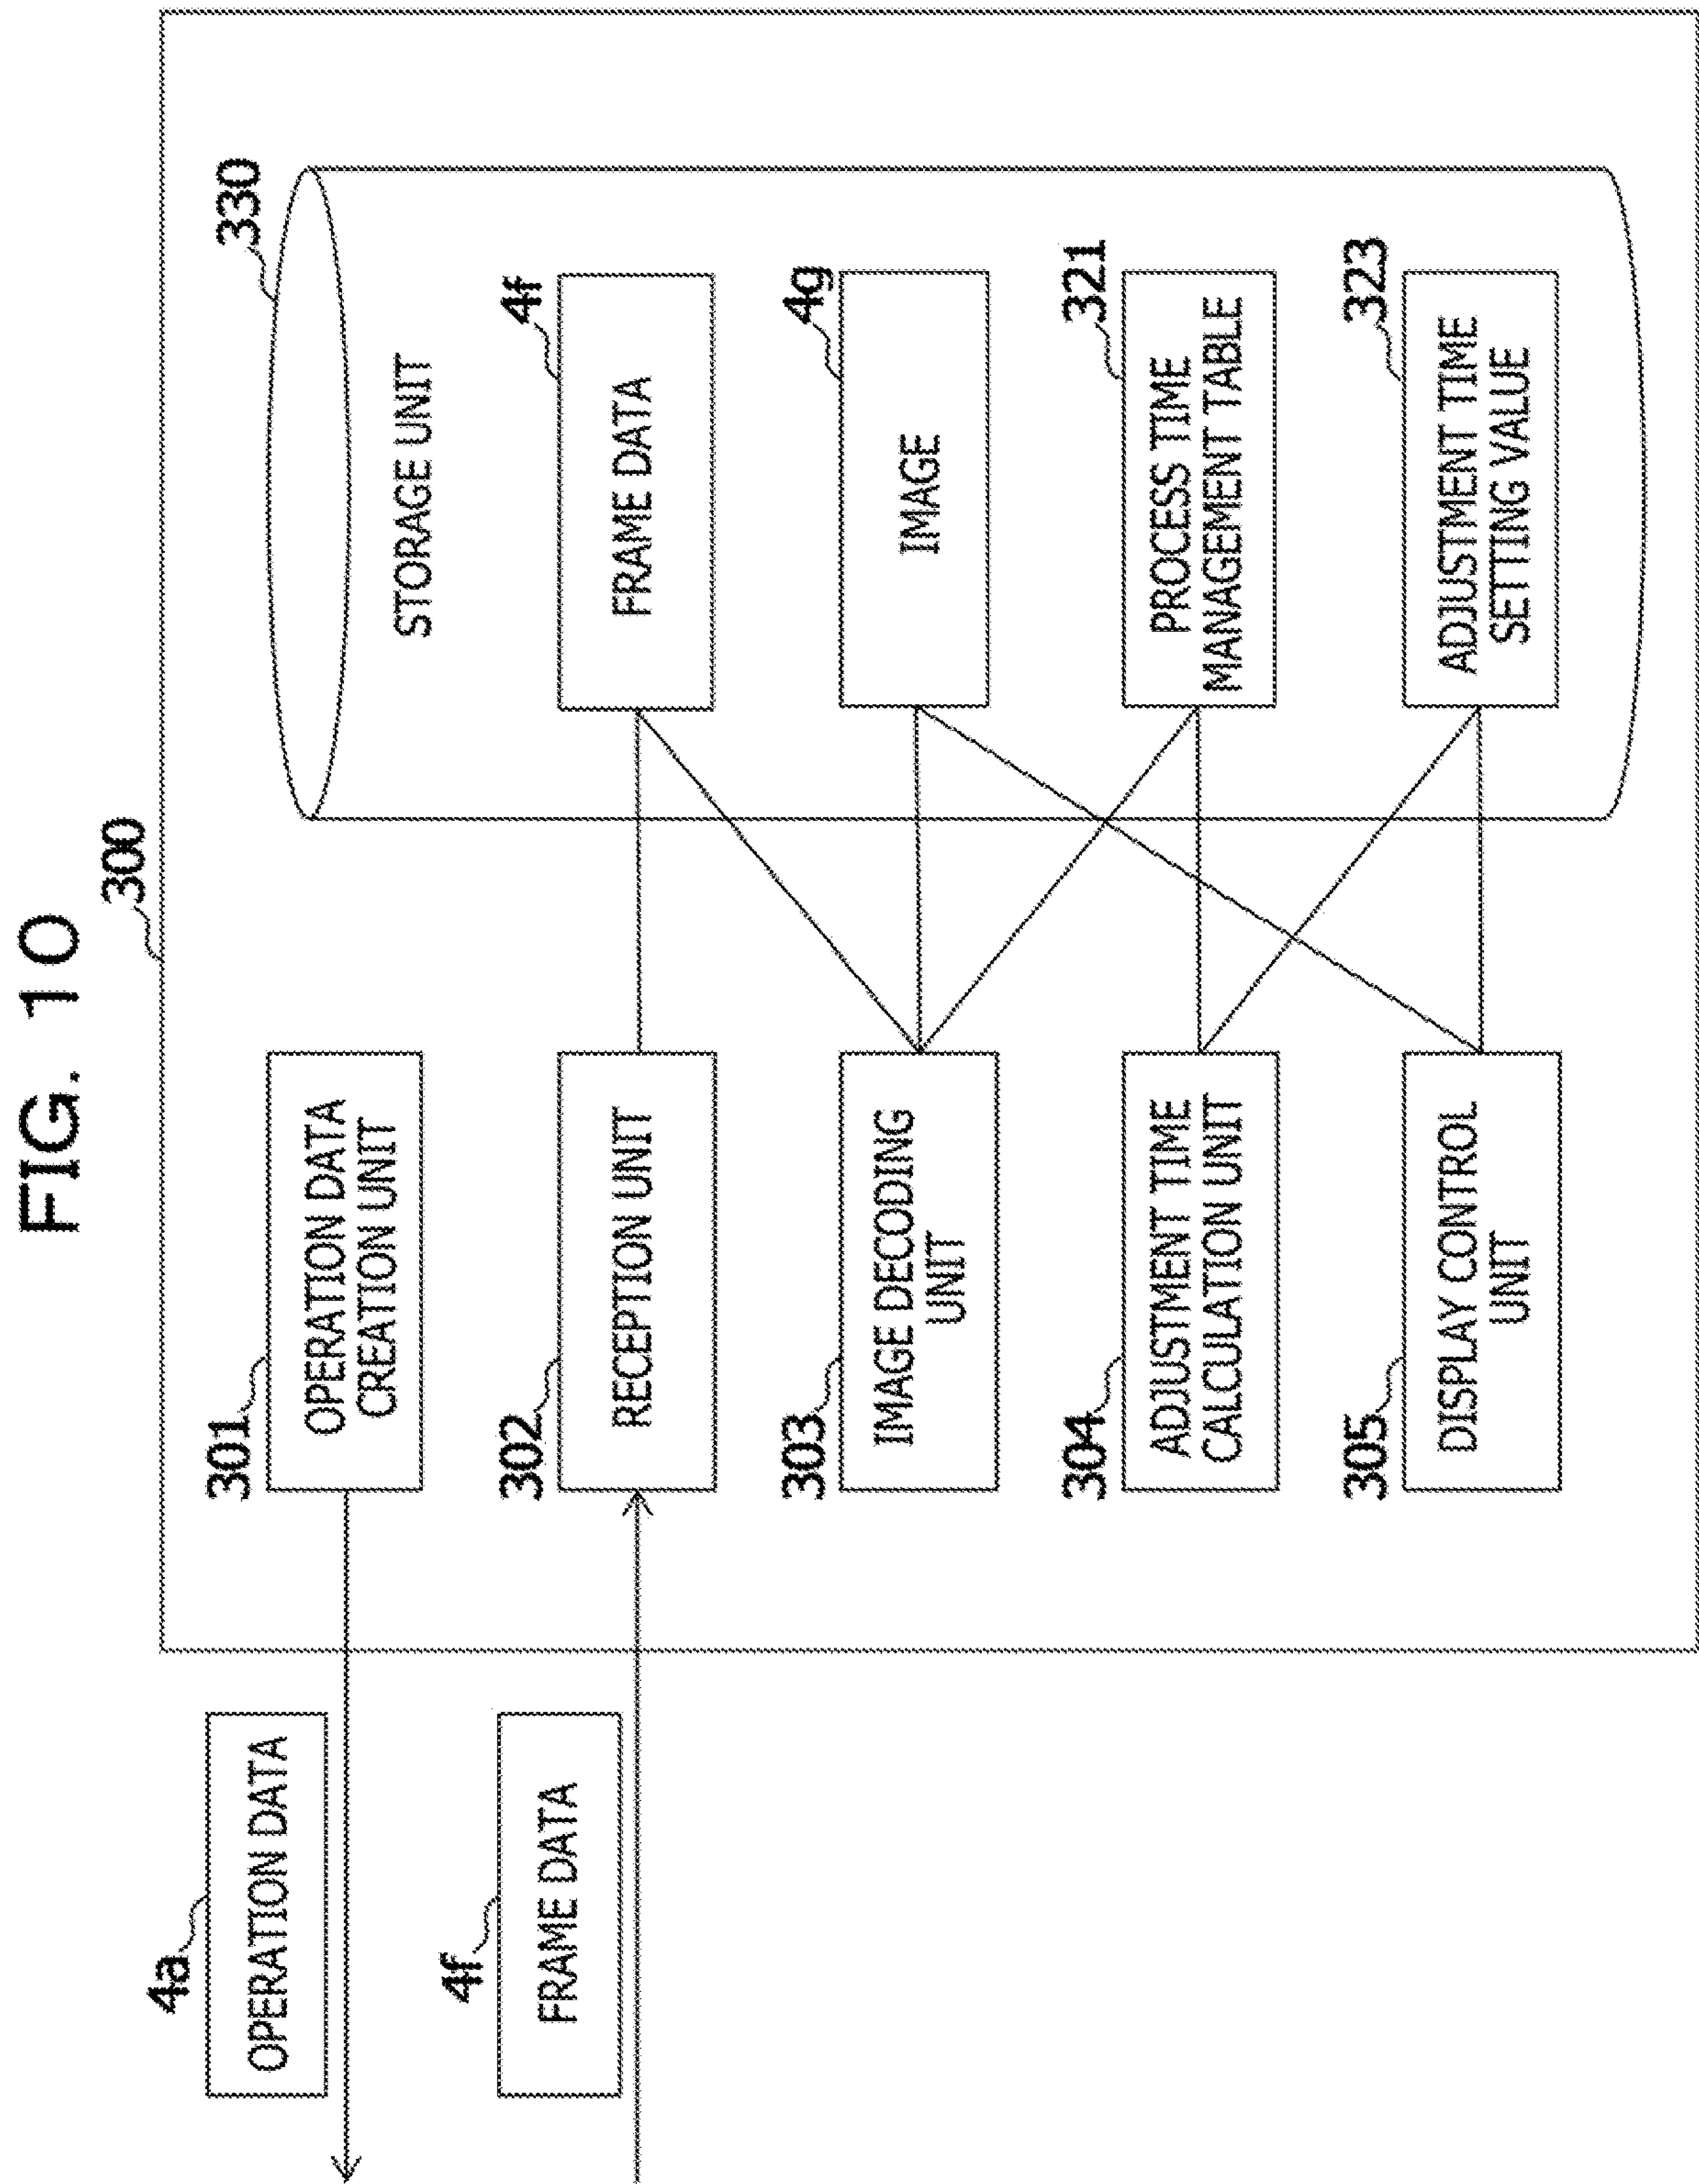 FIG. 10
300
330
STORAGE UNIT
4a
OPERATION DATA
301
OPERATION DATA
CREATION UNIT
4f
FRAME DATA
302
RECEPTION UNIT
4f
FRAME DATA
303
IMAGE DECODING
UNIT
4g
IMAGE
304
ADJUSTMENT TIME
CALCULATION UNIT
321
PROCESS TIME
MANAGEMENT TABLE
305
DISPLAY CONTROL
UNIT
323
ADJUSTMENT TIME
SETTING VALUE